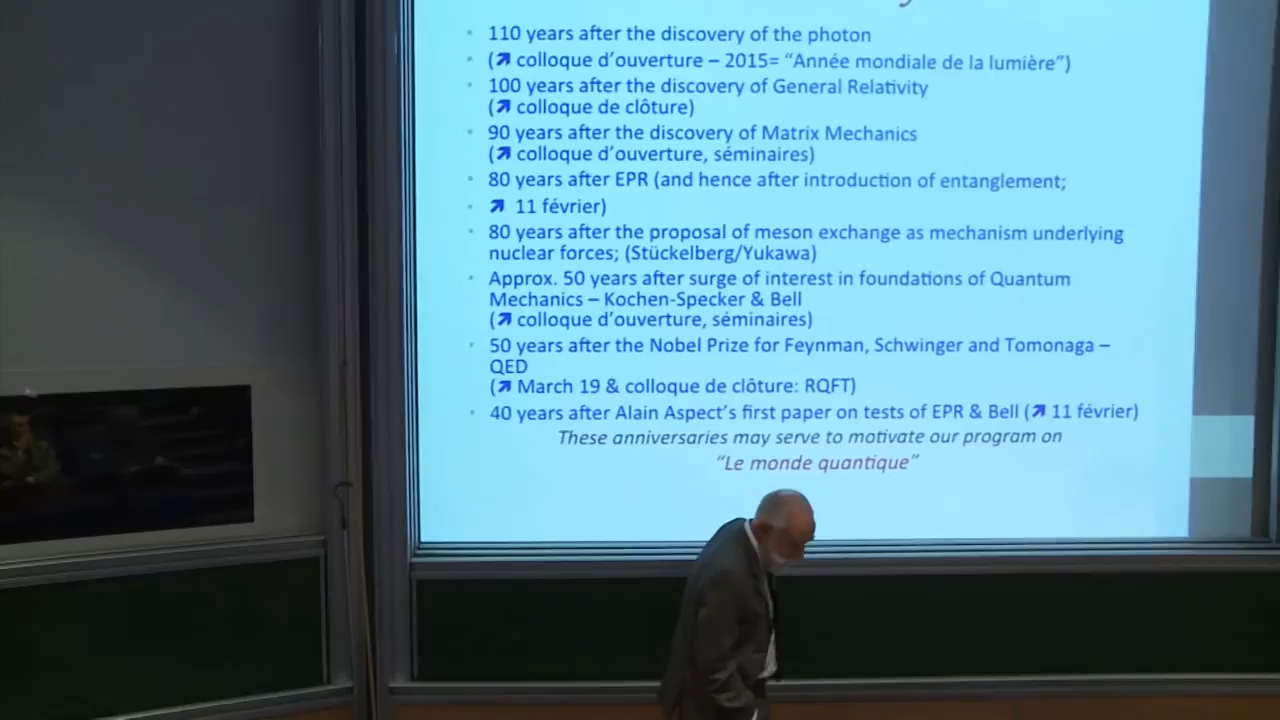 110 years after the discovery of the photon
(↗ colloque d’ouverture – 2015= “Année mondiale de la lumière”)
100 years after the discovery of General Relativity
(↗ colloque de clôture)
90 years after the discovery of Matrix Mechanics
(↗ colloque d’ouverture, séminaires)
80 years after EPR (and hence after introduction of entanglement;
↗ 11 février)
80 years after the proposal of meson exchange as mechanism underlying
nuclear forces; (Stückelberg/Yukawa)
Approx. 50 years after surge of interest in foundations of Quantum
Mechanics – Kochen-Specker & Bell
(↗ colloque d’ouverture, séminaires)
50 years after the Nobel Prize for Feynman, Schwinger and Tomonaga –
QED
(↗ March 19 & colloque de clôture: RQFT)
40 years after Alain Aspect’s first paper on tests of EPR & Bell (↗ 11 février)
These anniversaries may serve to motivate our program on
“Le monde quantique”